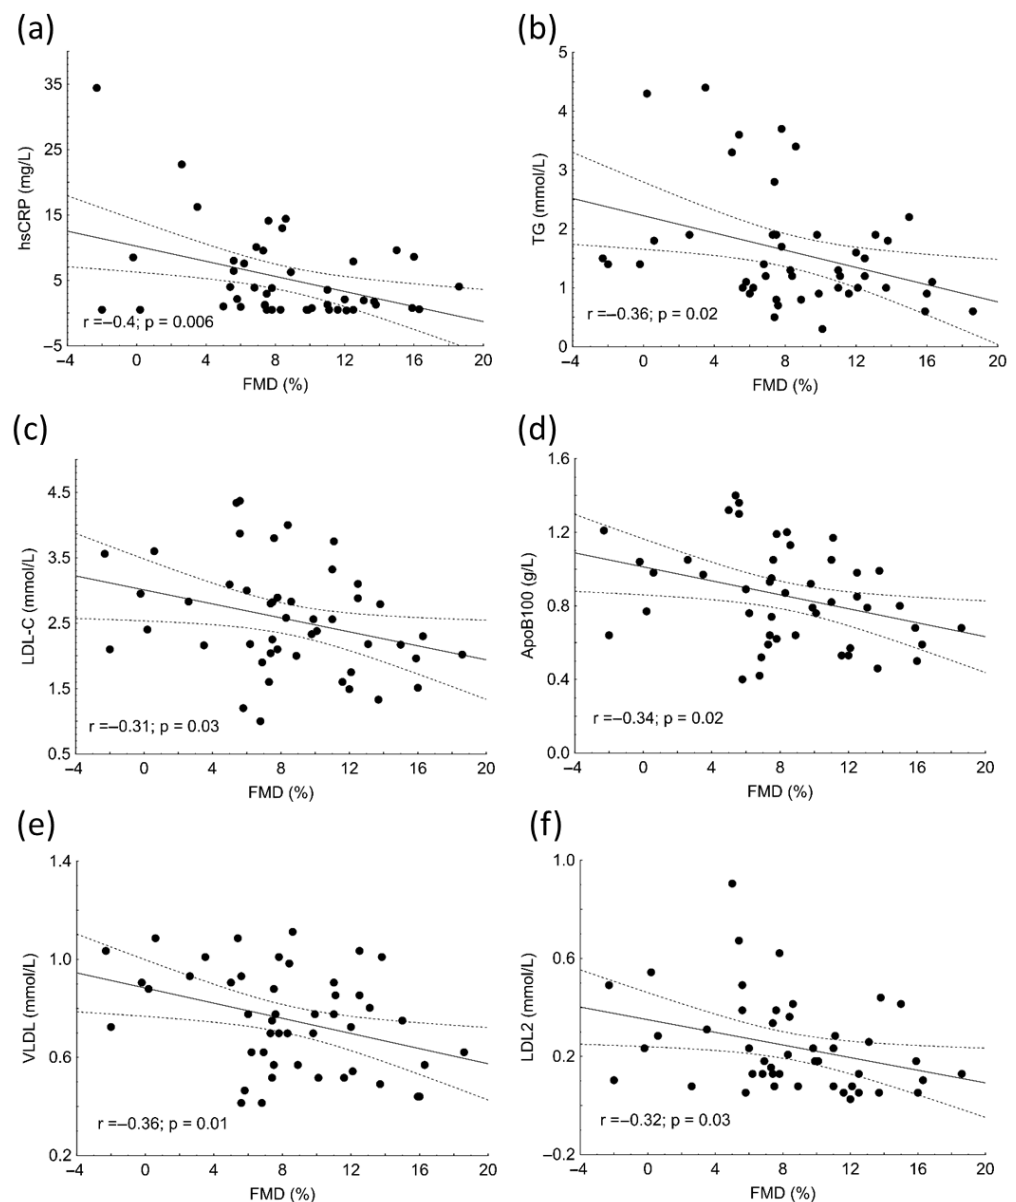 (a)
hsCRP (mg/L)
35
25
15
5
−5
r =−0.4; p = 0.006
−4 0 4 8 12 16 20
FMD (%)
(b)
TG (mmol/L)
5
4
3
2
1
0
r =−0.36; p = 0.02
−4 0 4 8 12 16 20
FMD (%)
(c)
LDL-C (mmol/L)
4.5
3.5
2.5
1.5
0.5
r =−0.31; p = 0.03
−4 0 4 8 12 16 20
FMD (%)
(d)
ApoB100 (g/L)
1.6
1.2
0.8
0.4
0.0
r =−0.34; p = 0.02
−4 0 4 8 12 16 20
FMD (%)
(e)
VLDL (mmol/L)
1.4
1.0
0.6
0.2
r =−0.36; p = 0.01
−4 0 4 8 12 16 20
FMD (%)
(f)
LDL2 (mmol/L)
1.0
0.6
0.2
−0.2
r =−0.32; p = 0.03
−4 0 4 8 12 16 20
FMD (%)